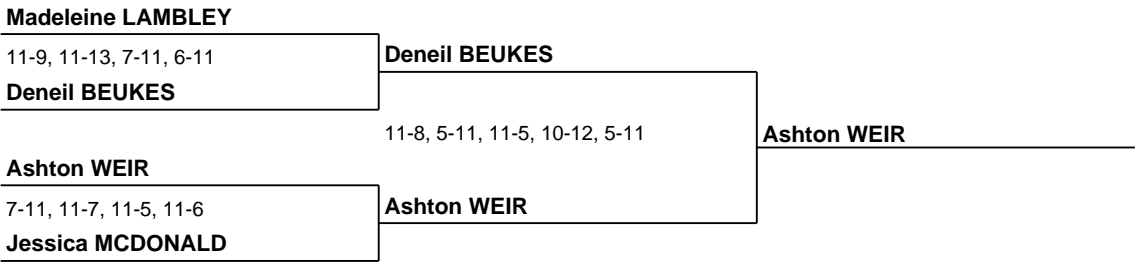 Madeleine LAMBLEY
11-9, 11-13, 7-11, 6-11
Deneil BEUKES
Deneil BEUKES
11-8, 5-11, 11-5, 10-12, 5-11
Ashton WEIR
Ashton WEIR
7-11, 11-7, 11-5, 11-6
Ashton WEIR
Jessica MCDONALD